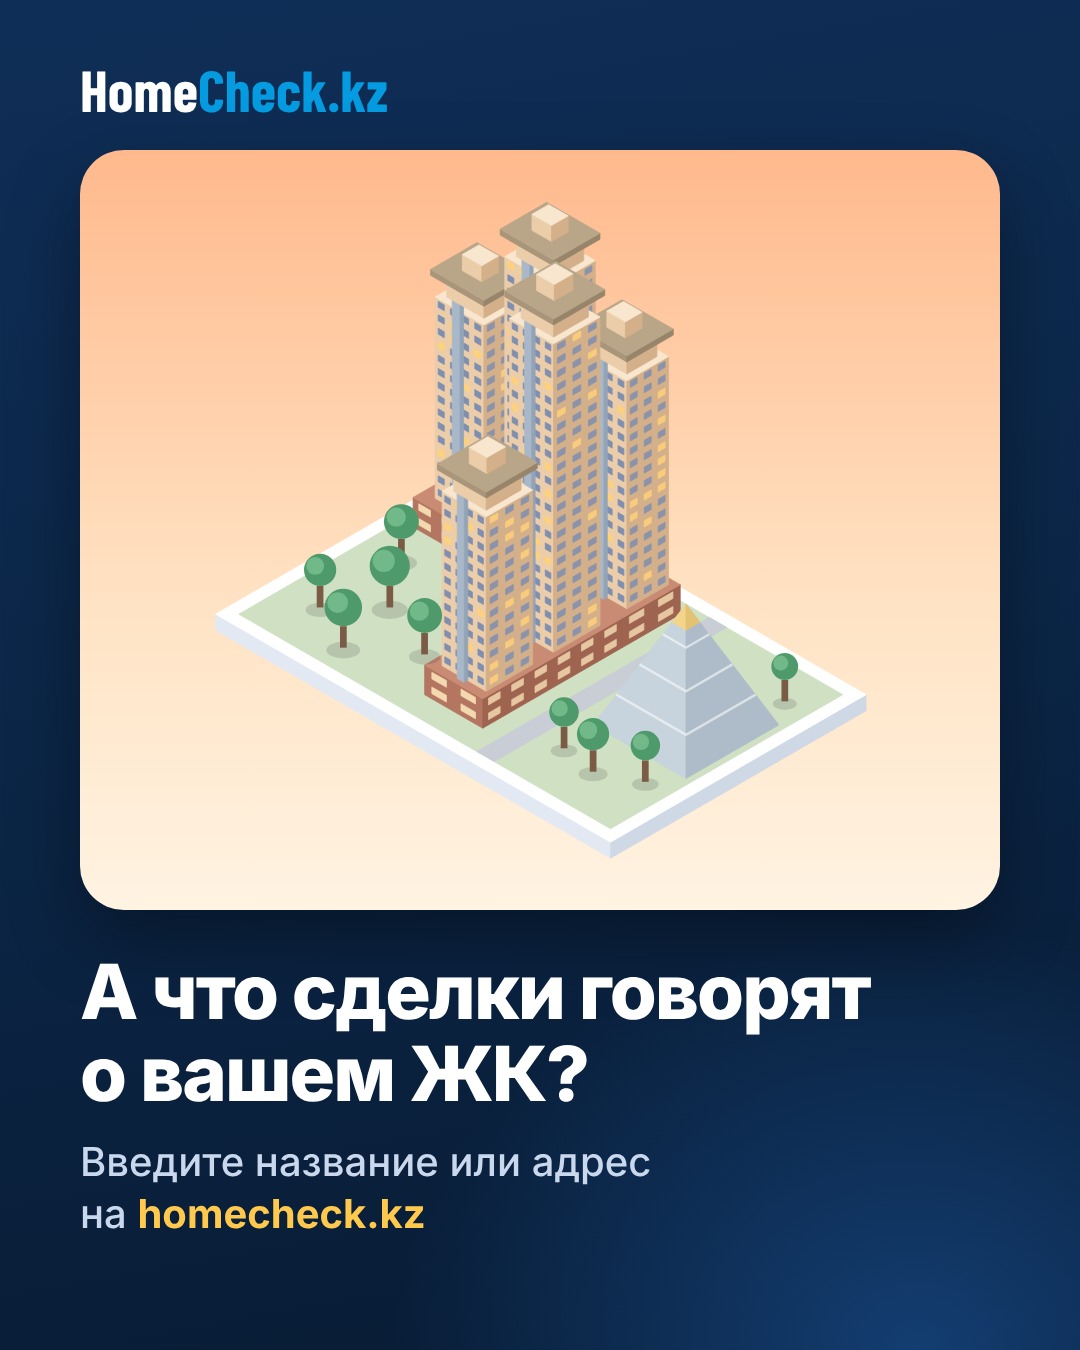 HomeCheck.kz
А что сделки говорят
о вашем ЖК?
Введите название или адрес
на homecheck.kz